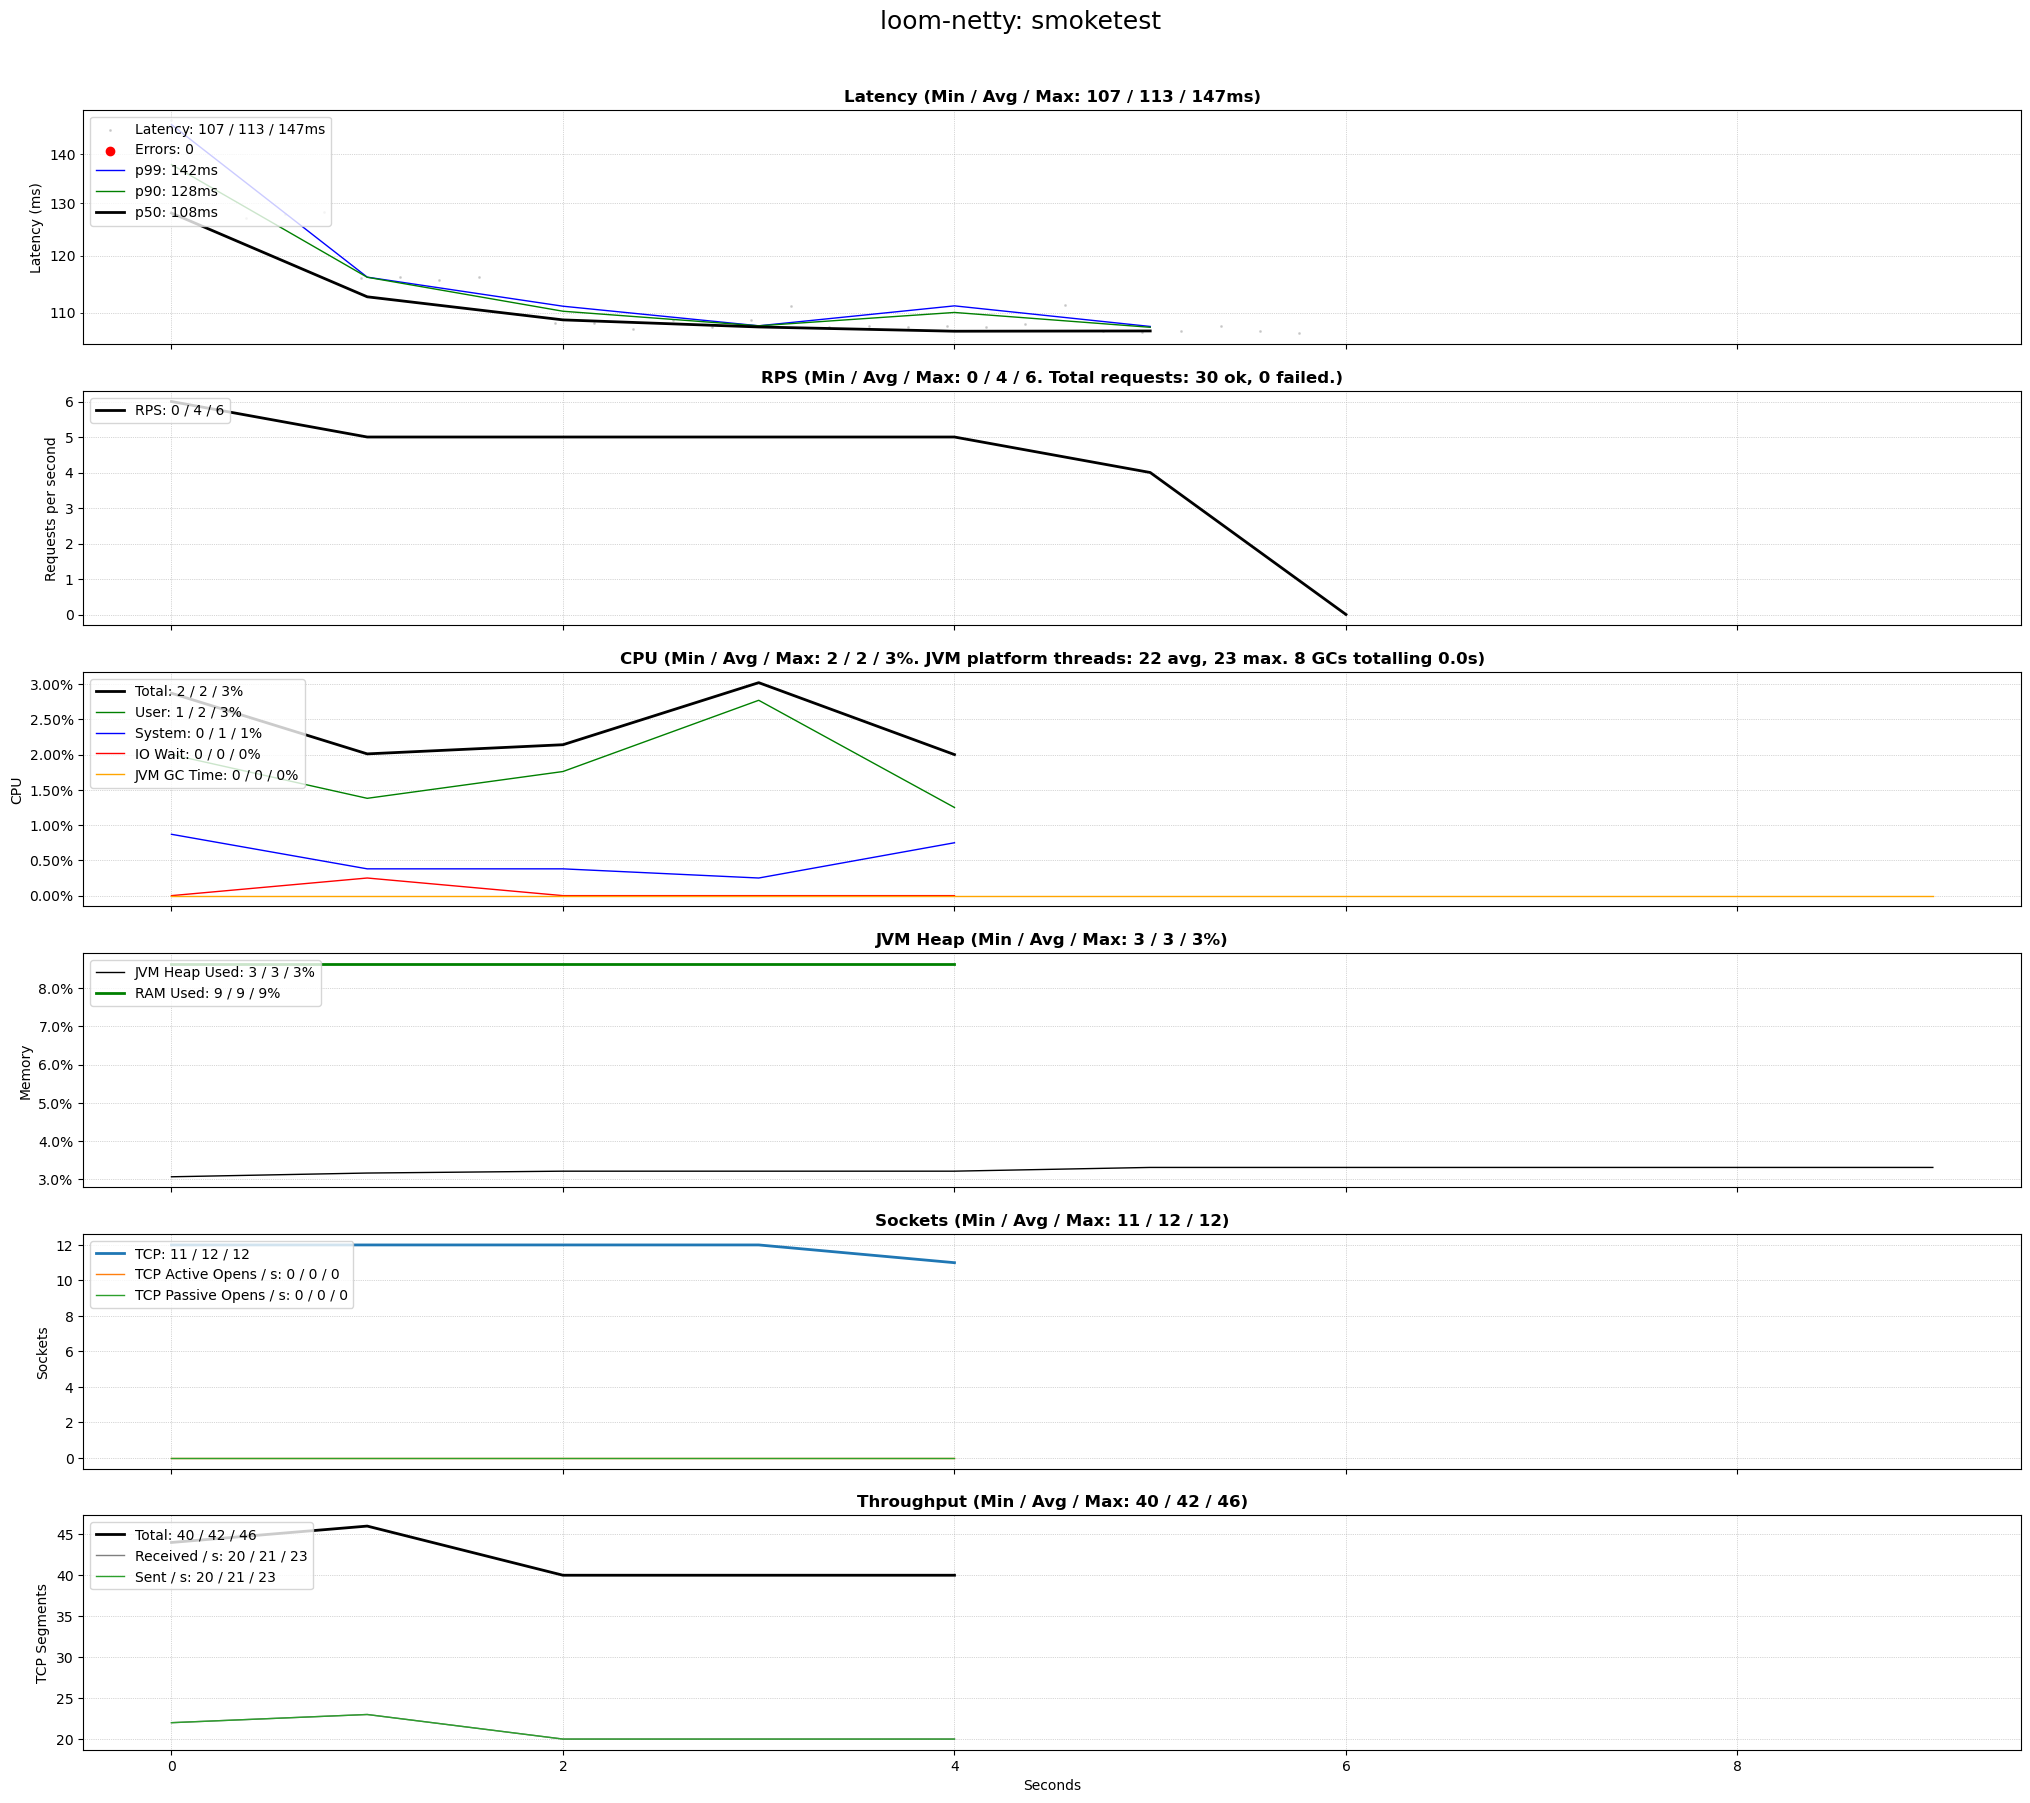 loom-netty: smoketest
Latency (Min / Avg / Max: 107 / 113 / 147ms)
Latency: 107 / 113 / 147ms
Errors: 0
p99: 142ms
p90: 128ms
p50: 108ms
140
130
120
110
Latency (ms)
RPS (Min / Avg / Max: 0 / 4 / 6. Total requests: 30 ok, 0 failed.)
RPS: 0 / 4 / 6
6
5
4
3
2
1
0
Requests per second
CPU (Min / Avg / Max: 2 / 2 / 3%. JVM platform threads: 22 avg, 23 max. 8 GCs totalling 0.0s)
Total: 2 / 2 / 3%
User: 1 / 2 / 3%
System: 0 / 1 / 1%
IO Wait: 0 / 0 / 0%
JVM GC Time: 0 / 0 / 0%
3.00%
2.50%
2.00%
1.50%
1.00%
0.50%
0.00%
CPU
JVM Heap (Min / Avg / Max: 3 / 3 / 3%)
JVM Heap Used: 3 / 3 / 3%
RAM Used: 9 / 9 / 9%
8.0%
7.0%
6.0%
5.0%
4.0%
3.0%
Memory
Sockets (Min / Avg / Max: 11 / 12 / 12)
TCP: 11 / 12 / 12
TCP Active Opens / s: 0 / 0 / 0
TCP Passive Opens / s: 0 / 0 / 0
12
10
8
6
4
2
0
Sockets
Throughput (Min / Avg / Max: 40 / 42 / 46)
Total: 40 / 42 / 46
Received / s: 20 / 21 / 23
Sent / s: 20 / 21 / 23
45
40
35
30
25
20
TCP Segments
0 2 4 6 8
Seconds